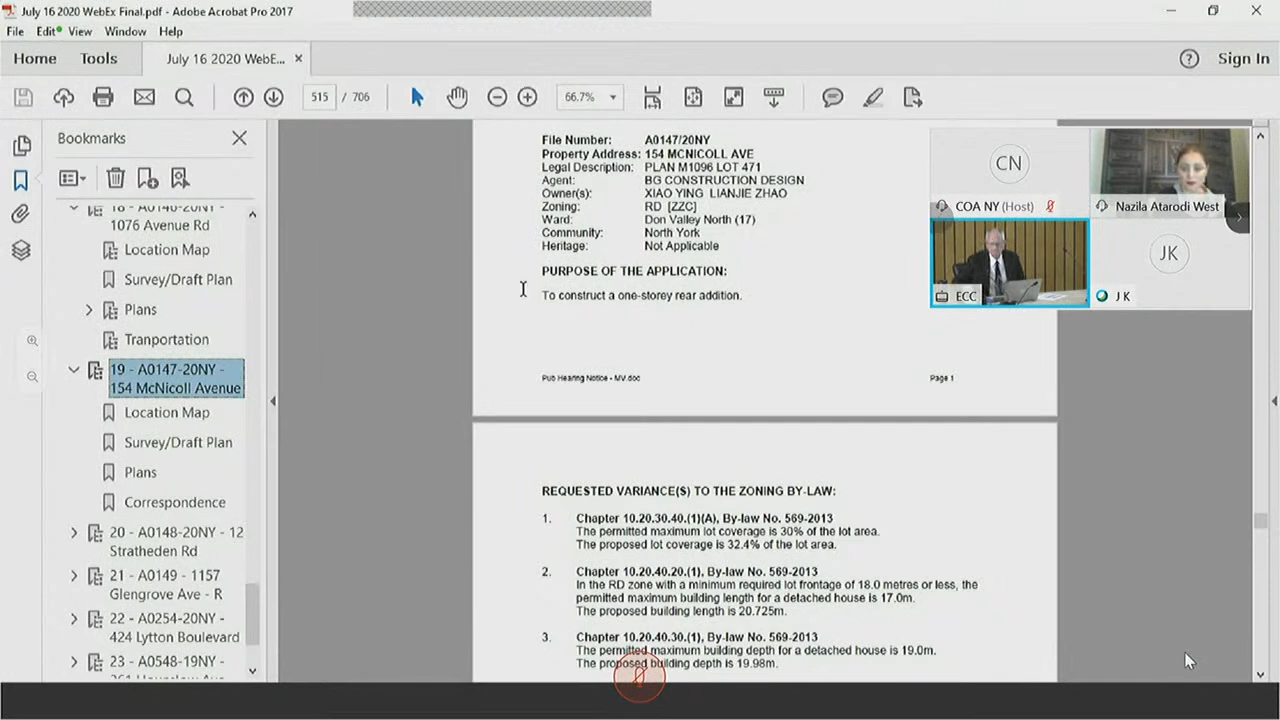 July 16 2020 WebEx Final.pdf - Adobe Acrobat Pro 2017
File Edit View Window Help
Home Tools July 16 2020 WebE... × Sign In
515 / 706 66.7%
Bookmarks
1076 Avenue Rd
Location Map
Survey/Draft Plan
Plans
Tranportation
19 - A0147-20NY -
154 McNicoll Avenue
Location Map
Survey/Draft Plan
Plans
Correspondence
20 - A0148-20NY - 12
Stratheden Rd
21 - A0149 - 1157
Glengrove Ave - R
22 - A0254-20NY -
424 Lytton Boulevard
23 - A0548-19NY -
File Number: A0147/20NY
Property Address: 154 MCNICOLL AVE
Legal Description: PLAN M1096 LOT 471
Agent: BG CONSTRUCTION DESIGN
Owner(s): XIAO YING LIANJIE ZHAO
Zoning: RD [ZZC]
Ward: Don Valley North (17)
Community: North York
Heritage: Not Applicable
PURPOSE OF THE APPLICATION:
To construct a one-storey rear addition.
Pub Hearing Notice - MV.doc Page 1
REQUESTED VARIANCE(S) TO THE ZONING BY-LAW:
1. Chapter 10.20.30.40.(1)(A), By-law No. 569-2013
The permitted maximum lot coverage is 30% of the lot area.
The proposed lot coverage is 32.4% of the lot area.
2. Chapter 10.20.40.20.(1), By-law No. 569-2013
In the RD zone with a minimum required lot frontage of 18.0 metres or less, the
permitted maximum building length for a detached house is 17.0m.
The proposed building length is 20.725m.
3. Chapter 10.20.40.30.(1), By-law No. 569-2013
The permitted maximum building depth for a detached house is 19.0m.
The proposed building depth is 19.98m.
CN
COA NY (Host)
Nazila Atarodi West
ECC
JK
J K